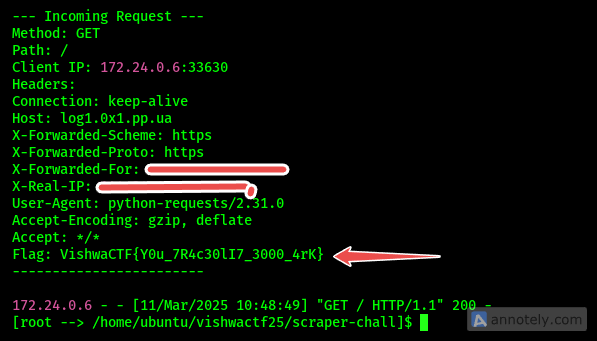 --- Incoming Request ---
Method: GET
Path: /
Client IP: 172.24.0.6:33630
Headers:
Connection: keep-alive
Host: log1.0x1.pp.ua
X-Forwarded-Scheme: https
X-Forwarded-Proto: https
X-Forwarded-For:
X-Real-IP:
User-Agent: python-requests/2.31.0
Accept-Encoding: gzip, deflate
Accept: */*
Flag: VishwaCTF{Y0u_7R4c30lI7_3000_4rK}
------------------------
172.24.0.6 - - [11/Mar/2025 10:48:49] "GET / HTTP/1.1" 200 -
[root --> /home/ubuntu/vishwactf25/scraper-chall]$
annotely.com